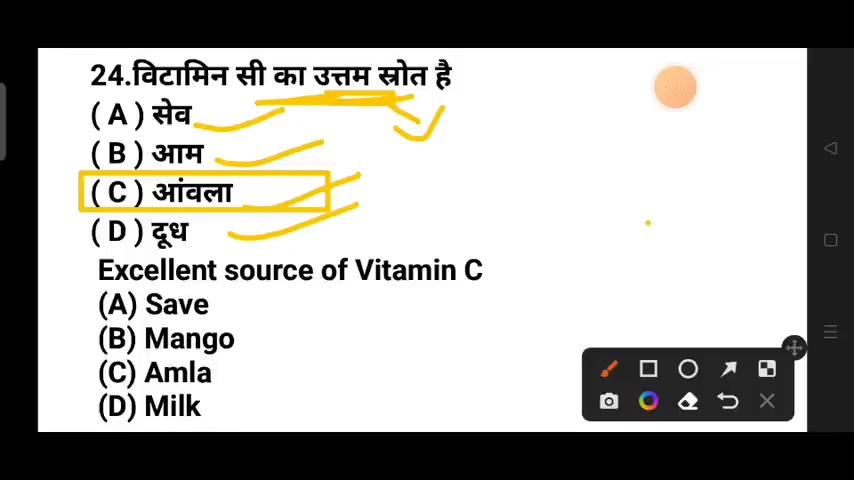 24.विटामिन सी का उत्तम स्रोत है
( A ) सेव
( B ) आम
( C ) आंवला
( D ) दूध
Excellent source of Vitamin C
(A) Save
(B) Mango
(C) Amla
(D) Milk